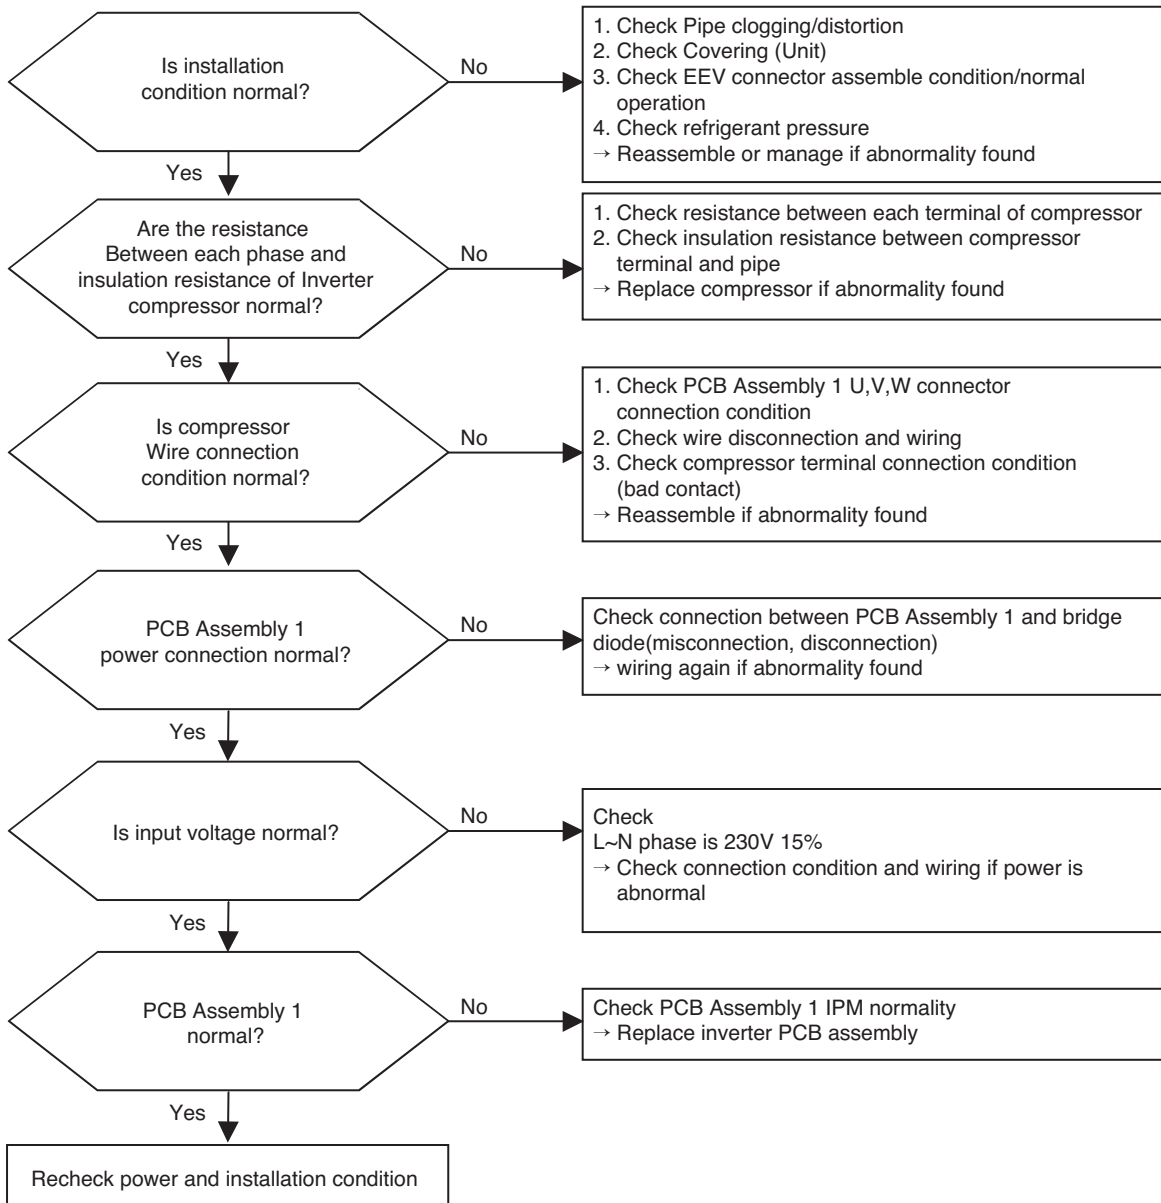 Is installation
condition normal?
No
1. Check Pipe clogging/distortion
2. Check Covering (Unit)
3. Check EEV connector assemble condition/normal
operation
4. Check refrigerant pressure
→ Reassemble or manage if abnormality found
Yes
Are the resistance
Between each phase and
insulation resistance of Inverter
compressor normal?
No
1. Check resistance between each terminal of compressor
2. Check insulation resistance between compressor
terminal and pipe
→ Replace compressor if abnormality found
Yes
Is compressor
Wire connection
condition normal?
No
1. Check PCB Assembly 1 U,V,W connector
connection condition
2. Check wire disconnection and wiring
3. Check compressor terminal connection condition
(bad contact)
→ Reassemble if abnormality found
Yes
PCB Assembly 1
power connection normal?
No
Check connection between PCB Assembly 1 and bridge
diode(misconnection, disconnection)
→ wiring again if abnormality found
Yes
Is input voltage normal?
No
Check
L~N phase is 230V 15%
→ Check connection condition and wiring if power is
abnormal
Yes
PCB Assembly 1
normal?
No
Check PCB Assembly 1 IPM normality
→ Replace inverter PCB assembly
Yes
Recheck power and installation condition